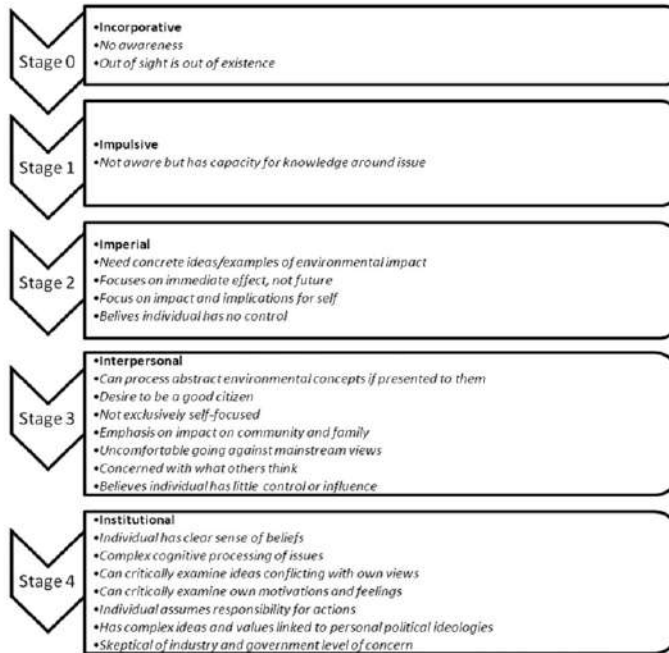 Stage 0
•Incorporative
•No awareness
•Out of sight is out of existence
Stage 1
•Impulsive
•Not aware but has capacity for knowledge around issue
Stage 2
•Imperial
•Need concrete ideas/examples of environmental impact
•Focuses on immediate effect, not future
•Focus on impact and implications for self
•Belives individual has no control
Stage 3
•Interpersonal
•Can process abstract environmental concepts if presented to them
•Desire to be a good citizen
•Not exclusively self-focused
•Emphasis on impact on community and family
•Uncomfortable going against mainstream views
•Concerned with what others think
•Believes individual has little control or influence
Stage 4
•Institutional
•Individual has clear sense of beliefs
•Complex cognitive processing of issues
•Can critically examine ideas conflicting with own views
•Can critically examine own motivations and feelings
•Individual assumes responsibility for actions
•Has complex ideas and values linked to personal political ideologies
•Skeptical of industry and government level of concern